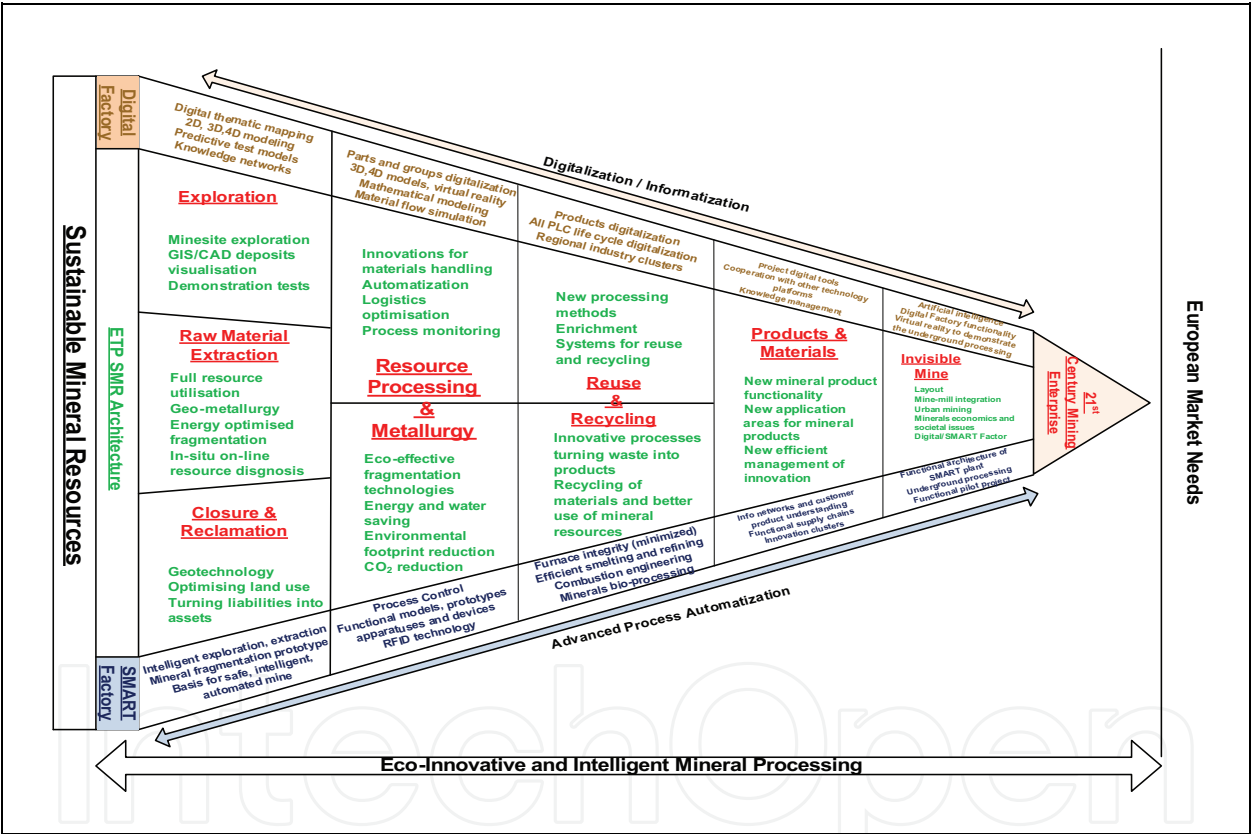 Sustainable Mineral Resources
Digital
Factory
ETP SMR Architecture
SMART
Factory
Digital thematic mapping
2D, 3D,4D modeling
Predictive test models
Knowledge networks
Exploration
Minesite exploration
GIS/CAD deposits
visualisation
Demonstration tests
Raw Material
Extraction
Full resource
utilisation
Geo-metallurgy
Energy optimised
fragmentation
In-situ on-line
resource disgnosis
Closure &
Reclamation
Geotechnology
Optimising land use
Turning liabilities into
assets
Intelligent exploration, extraction
Mineral fragmentation prototype
Basis for safe, intelligent,
automated mine
Parts and groups digitalization
3D,4D models, virtual reality
Mathematical modeling
Material flow simulation
Innovations for
materials handling
Automatization
Logistics
optimisation
Process monitoring
Resource
Processing
&
Metallurgy
Eco-effective
fragmentation
technologies
Energy and water
saving
Environmental
footprint reduction
CO₂ reduction
Process Control
Functional models, prototypes
apparatuses and devices
RFID technology
Digitalization / Informatization
Products digitalization
All PLC life cycle digitalization
Regional industry clusters
New processing
methods
Enrichment
Systems for reuse
and recycling
Reuse
&
Recycling
Innovative processes
turning waste into
products
Recycling of
materials and better
use of mineral
resources
Furnace integrity (minimized)
Efficient smelting and refining
Combustion engineering
Minerals bio-processing
Project digital tools
Cooperation with other technology
platforms
Knowledge management
Products &
Materials
New mineral product
functionality
New application
areas for mineral
products
New efficient
management of
innovation
Info networks and customer
product understanding
Functional supply chains
Innovation clusters
Artificial intelligence
Digital Factory functionality
Virtual reality to demonstrate
the underground processing
Invisible
Mine
Layout
Mine-mill integration
Urban mining
Minerals economics and
societal issues
Digital/SMART Factor
Functional architecture of
SMART plant
Underground processing
Functional pilot project
21st
Century Mining
Enterprise
European Market Needs
Advanced Process Automatization
Eco-Innovative and Intelligent Mineral Processing
IntechOpen